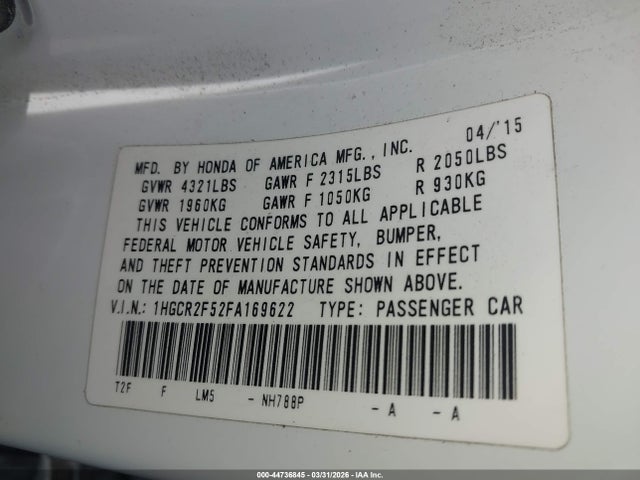 04/'15
MFD. BY HONDA OF AMERICA MFG., INC.
GVWR 4321LBS GAWR F 2315LBS R 2050LBS
GVWR 1960KG GAWR F 1050KG R 930KG
THIS VEHICLE CONFORMS TO ALL APPLICABLE
FEDERAL MOTOR VEHICLE SAFETY, BUMPER,
AND THEFT PREVENTION STANDARDS IN EFFECT
ON THE DATE OF MANUFACTURE SHOWN ABOVE.
V.I.N.: 1HGCR2F52FA169622 TYPE: PASSENGER CAR
T2F F LM5 - NH788P - A - A
000-44736845 - 03/31/2026 - IAA Inc.